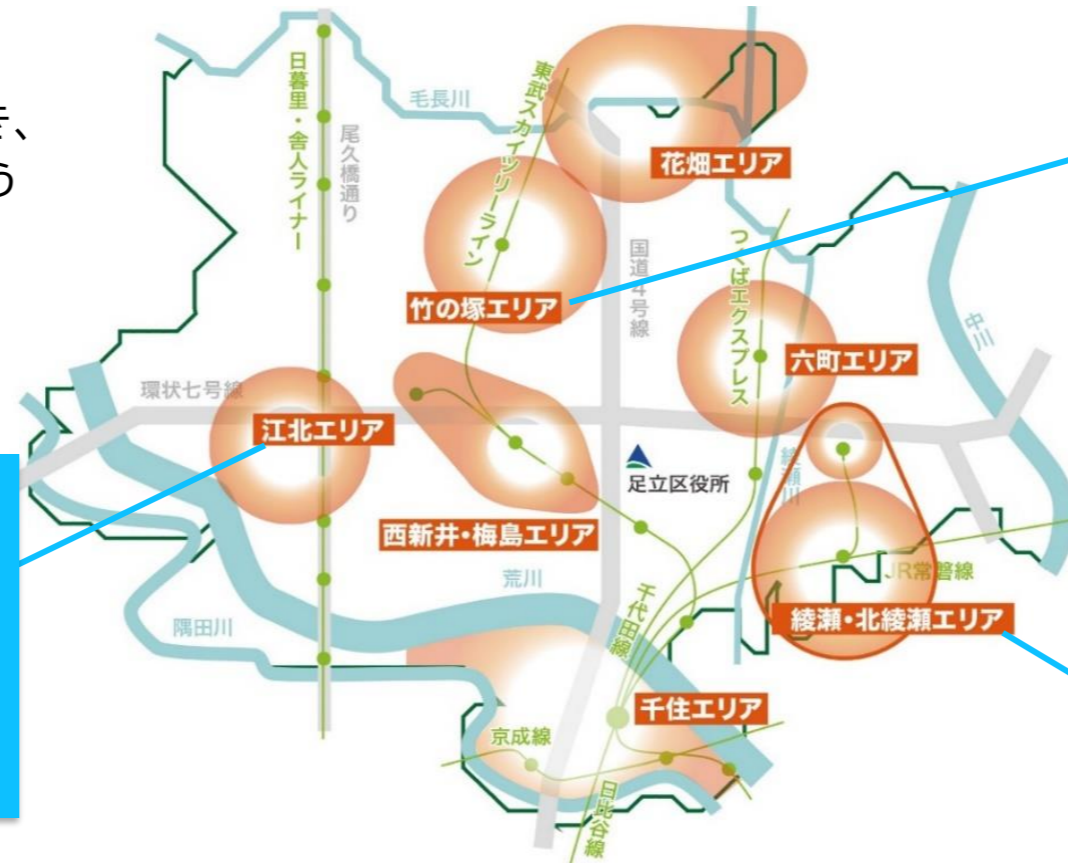 き、
う
毛長川
日暮里・舎人ライナー
尾久橋通り
東武スカイツリーライン
花畑エリア
国道4号線
つくばエクスプレス
竹の塚エリア
中川
六町エリア
環状七号線
江北エリア
綾瀬川
足立区役所
西新井・梅島エリア
荒川
JR常磐線
千代田線
綾瀬・北綾瀬エリア
隅田川
千住エリア
京成線
日比谷線